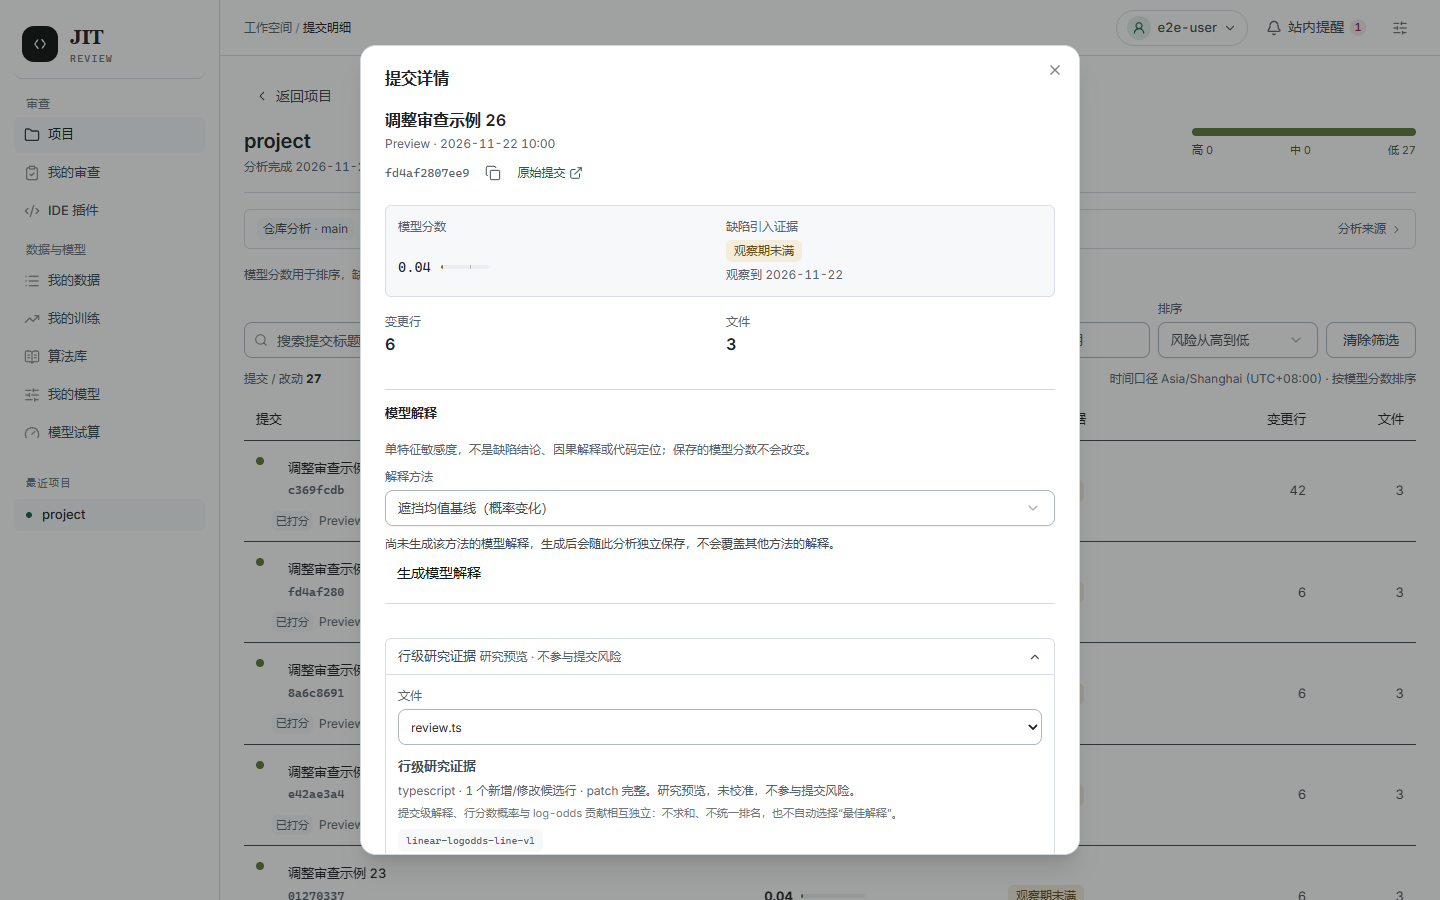 JIT
REVIEW
审查
项目
我的审查
IDE 插件
数据与模型
我的数据
我的训练
算法库
我的模型
模型试算
最近项目
project
工作空间 / 提交明细
e2e-user
站内提醒 1
返回项目
project
分析完成 2026-11-
高 0 中 0 低 27
仓库分析 · main
分析来源
模型分数用于排序，
排序
搜索提交标题
风险从高到低
清除筛选
提交 / 改动 27
时间口径 Asia/Shanghai (UTC+08:00) · 按模型分数排序
提交
变更行
文件
调整审查示例
c369fcdb
已打分 Preview
42
3
调整审查示例
fd4af280
已打分 Preview
6
3
调整审查示例
8a6c8691
已打分 Preview
6
3
调整审查示例
e42ae3a4
已打分 Preview
6
3
调整审查示例 23
01270337
0.04
观察期未满
6
3
提交详情
调整审查示例 26
Preview · 2026-11-22 10:00
fd4af2807ee9
原始提交
模型分数
0.04
缺陷引入证据
观察期未满
观察到 2026-11-22
变更行
6
文件
3
模型解释
单特征敏感度，不是缺陷结论、因果解释或代码定位；保存的模型分数不会改变。
解释方法
遮挡均值基线（概率变化）
尚未生成该方法的模型解释，生成后会随此分析独立保存，不会覆盖其他方法的解释。
生成模型解释
行级研究证据 研究预览 · 不参与提交风险
文件
review.ts
行级研究证据
typescript · 1 个新增/修改候选行 · patch 完整。研究预览，未校准，不参与提交风险。
提交级解释、行分数概率与 log-odds 贡献相互独立：不求和、不统一排名，也不自动选择“最佳解释”。
linear-logodds-line-v1